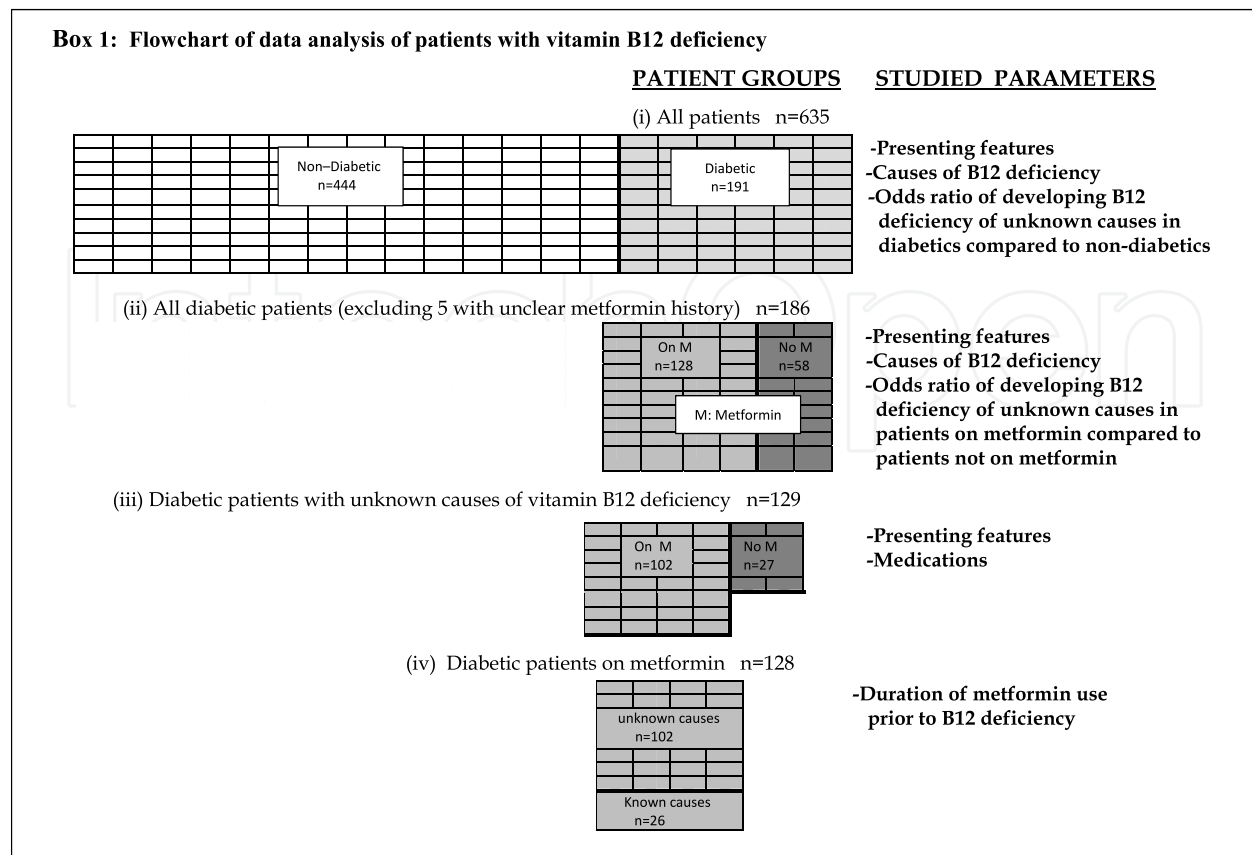 Box 1: Flowchart of data analysis of patients with vitamin B12 deficiency
PATIENT GROUPS
STUDIED PARAMETERS
(i) All patients n=635
Non–Diabetic
n=444
Diabetic
n=191
-Presenting features
-Causes of B12 deficiency
-Odds ratio of developing B12
deficiency of unknown causes in
diabetics compared to non-diabetics
(ii) All diabetic patients (excluding 5 with unclear metformin history) n=186
On M
n=128
No M
n=58
M: Metformin
-Presenting features
-Causes of B12 deficiency
-Odds ratio of developing B12
deficiency of unknown causes in
patients on metformin compared to
patients not on metformin
(iii) Diabetic patients with unknown causes of vitamin B12 deficiency n=129
On M
n=102
No M
n=27
-Presenting features
-Medications
(iv) Diabetic patients on metformin n=128
unknown causes
n=102
Known causes
n=26
-Duration of metformin use
prior to B12 deficiency
IntechOpen